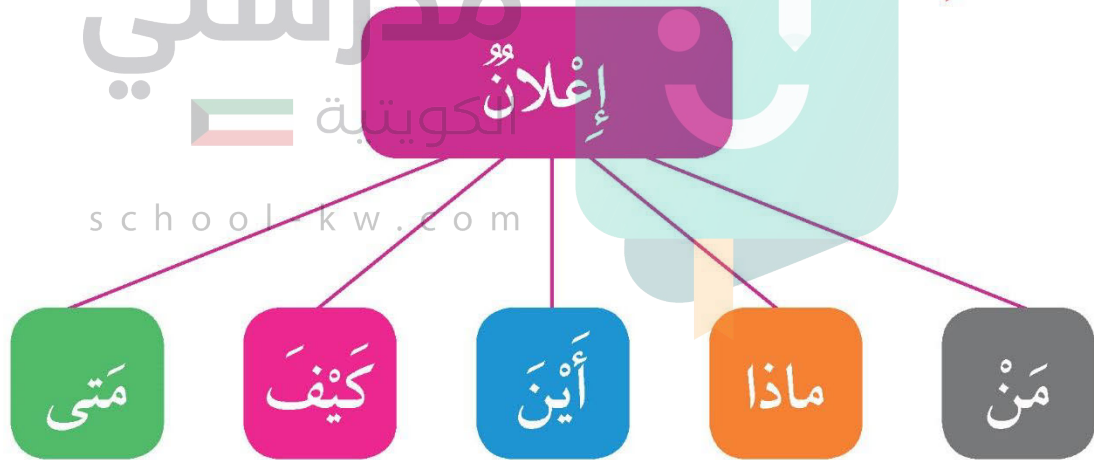 مدرستي
إِعْلانٌ
الكويتية
school-kw.com
مَنْ
ماذا
أَيْنَ
كَيْفَ
مَتى